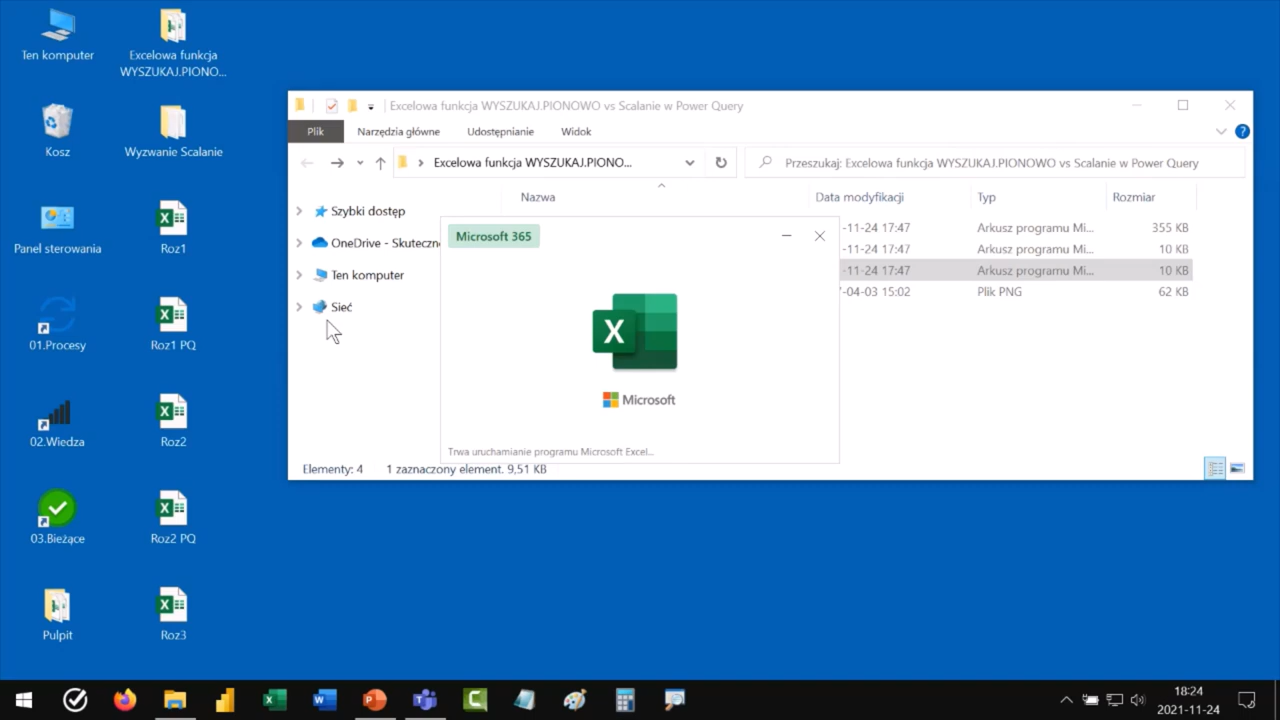 Ten komputer
Excelowa funkcja
WYSZUKAJ.PIONO...
Kosz
Wyzwanie Scalanie
Panel sterowania
Roz1
01.Procesy
Roz1 PQ
02.Wiedza
Roz2
03.Bieżące
Roz2 PQ
Pulpit
Roz3
Excelowa funkcja WYSZUKAJ.PIONOWO vs Scalanie w Power Query
Plik
Narzędzia główne
Udostępnianie
Widok
Excelowa funkcja WYSZUKAJ.PIONO...
Przeszukaj: Excelowa funkcja WYSZUKAJ.PIONOWO vs Scalanie w Power Query
Nazwa
Data modyfikacji
Typ
Rozmiar
Szybki dostęp
OneDrive - Skuteczn
Ten komputer
Sieć
-11-24 17:47
Arkusz programu Mi...
355 KB
-11-24 17:47
Arkusz programu Mi...
10 KB
-11-24 17:47
Arkusz programu Mi...
10 KB
-04-03 15:02
Plik PNG
62 KB
Microsoft 365
X
Microsoft
Trwa uruchamianie programu Microsoft Excel...
Elementy: 4
1 zaznaczony element. 9,51 KB
18:24
2021-11-24